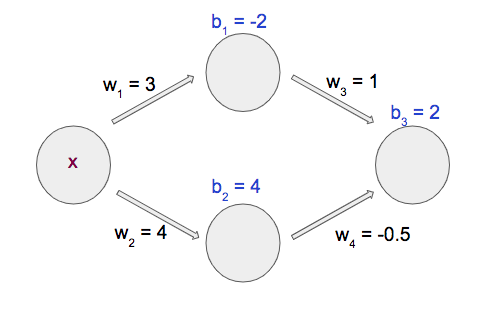 b₁ = -2
w₁ = 3
w₃ = 1
b₃ = 2
x
b₂ = 4
w₂ = 4
w₄ = -0.5